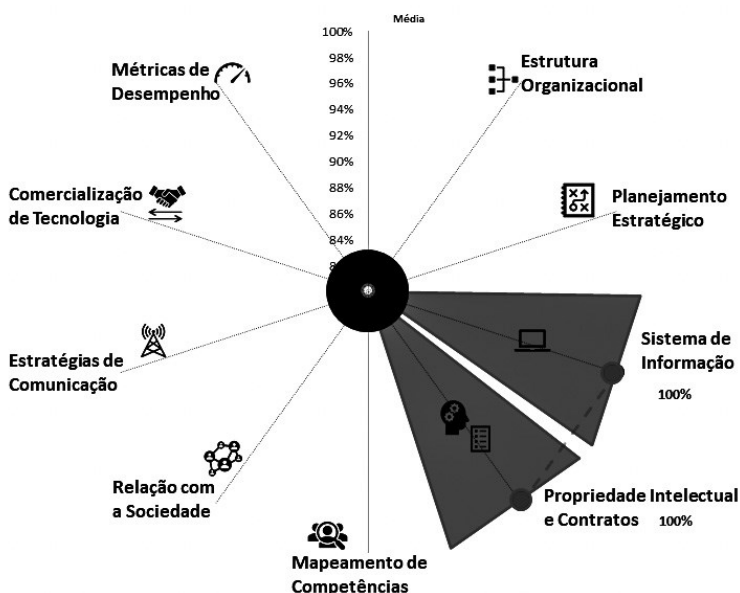 Média
100%
98%
96%
94%
92%
90%
88%
86%
84%
Estrutura
Organizacional
Planejamento
Estratégico
Sistema de
Informação
100%
Propriedade Intelectual
e Contratos 100%
Mapeamento de
Competências
Relação com
a Sociedade
Estratégias de
Comunicação
Comercialização
de Tecnologia
Métricas de
Desempenho